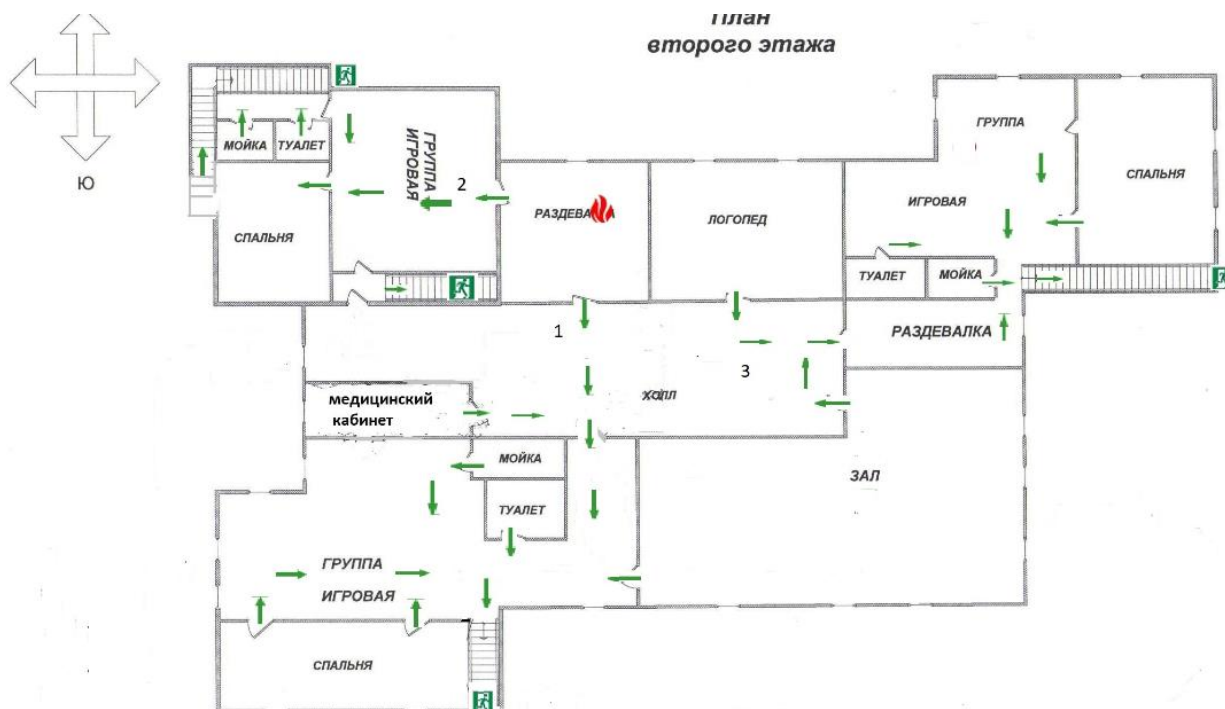 План
второго этажа
Ю
МОЙКА
ТУАЛЕТ
ГРУППА
ИГРОВАЯ
2
СПАЛЬНЯ
РАЗДЕВАЛКА
ЛОГОПЕД
ГРУППА
ИГРОВАЯ
СПАЛЬНЯ
ТУАЛЕТ
МОЙКА
РАЗДЕВАЛКА
1
3
ХОЛЛ
медицинский
кабинет
МОЙКА
ТУАЛЕТ
ЗАЛ
ГРУППА
ИГРОВАЯ
СПАЛЬНЯ